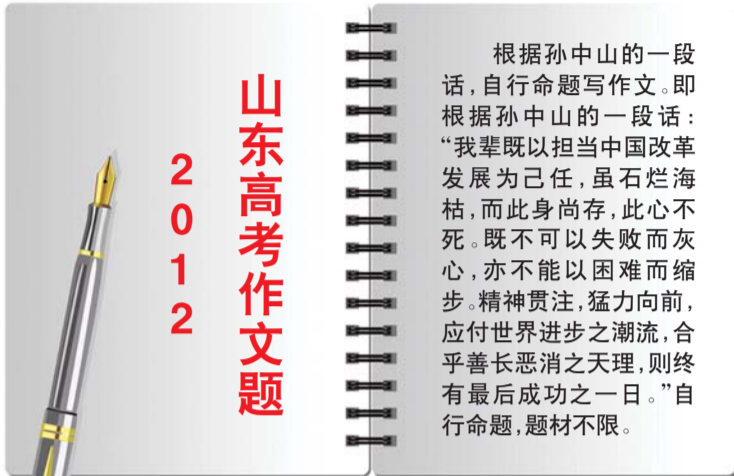 2012
山东高考作文题
根据孙中山的一段
话,自行命题写作文。即
根据孙中山的一段话:
“我辈既以担当中国改革
发展为己任,虽石烂海
枯,而此身尚存,此心不
死。既不可以失败而灰
心,亦不能以困难而缩
步。精神贯注,猛力向前,
应付世界进步之潮流,合
乎善长恶消之天理,则终
有最后成功之一日。”自
行命题,题材不限。